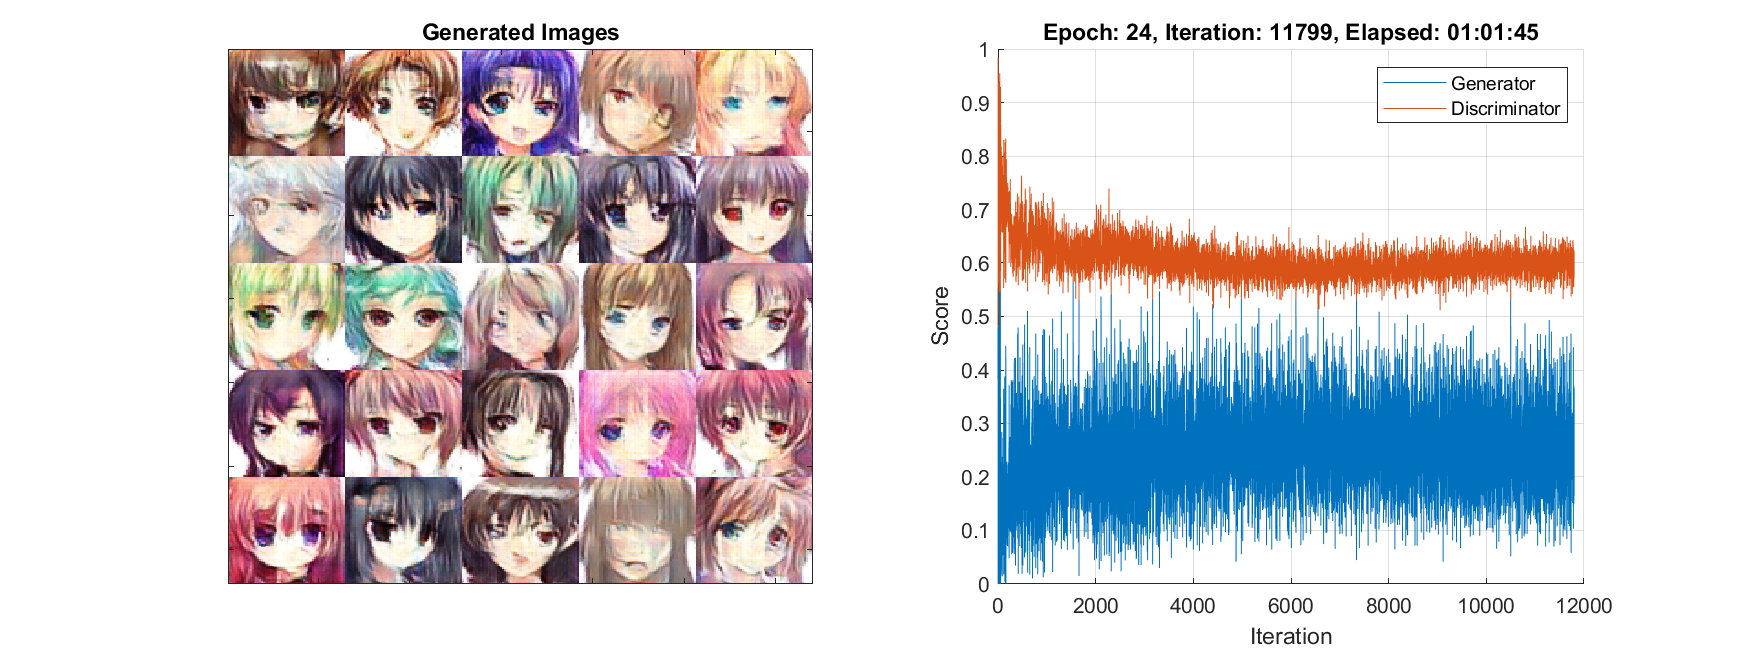 Generated Images
Epoch: 24, Iteration: 11799, Elapsed: 01:01:45
Generator
Discriminator
1
0.9
0.8
0.7
0.6
0.5
0.4
0.3
0.2
0.1
0
Score
0 2000 4000 6000 8000 10000 12000
Iteration